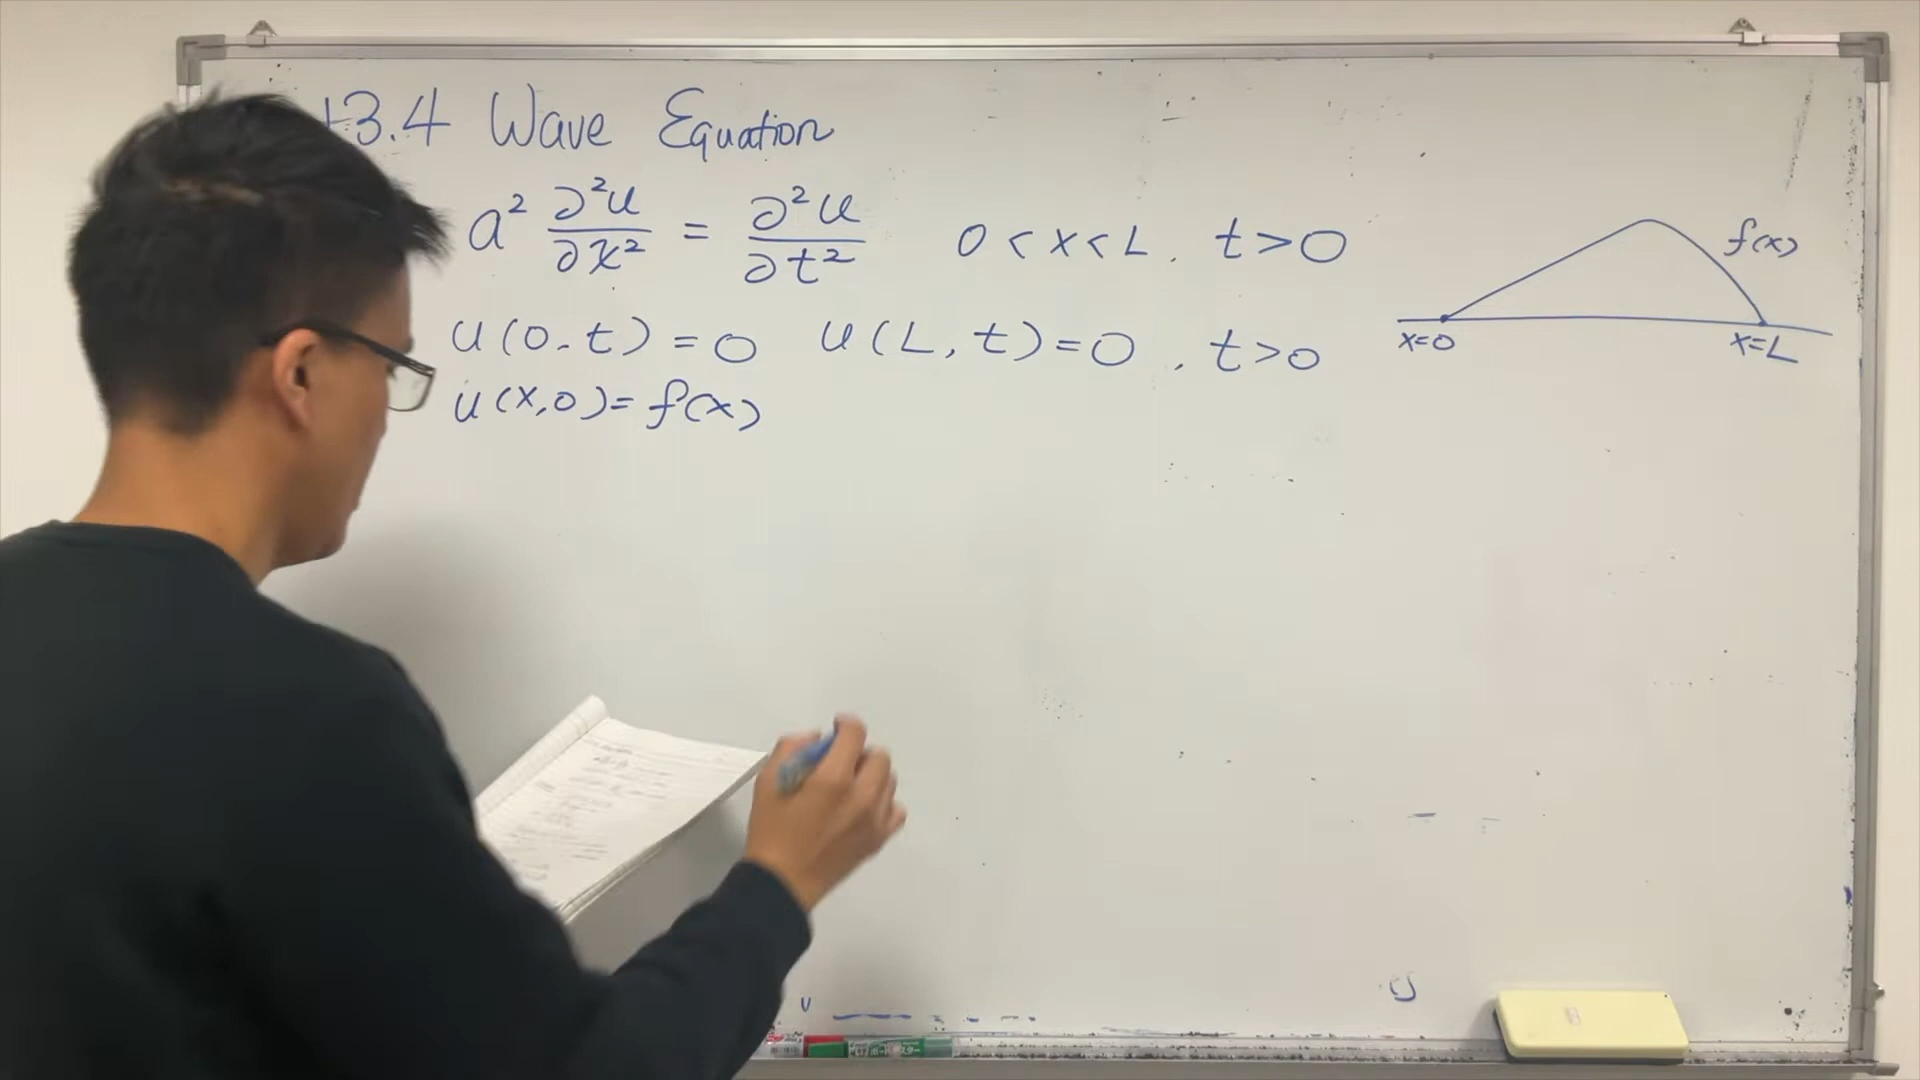 13.4 Wave Equation
a² ∂²u/∂x² = ∂²u/∂t² 0 < x < L, t > 0
u(0,t) = 0 u(L,t) = 0, t > 0
u(x,0) = f(x)
f(x)
x=0 x=L